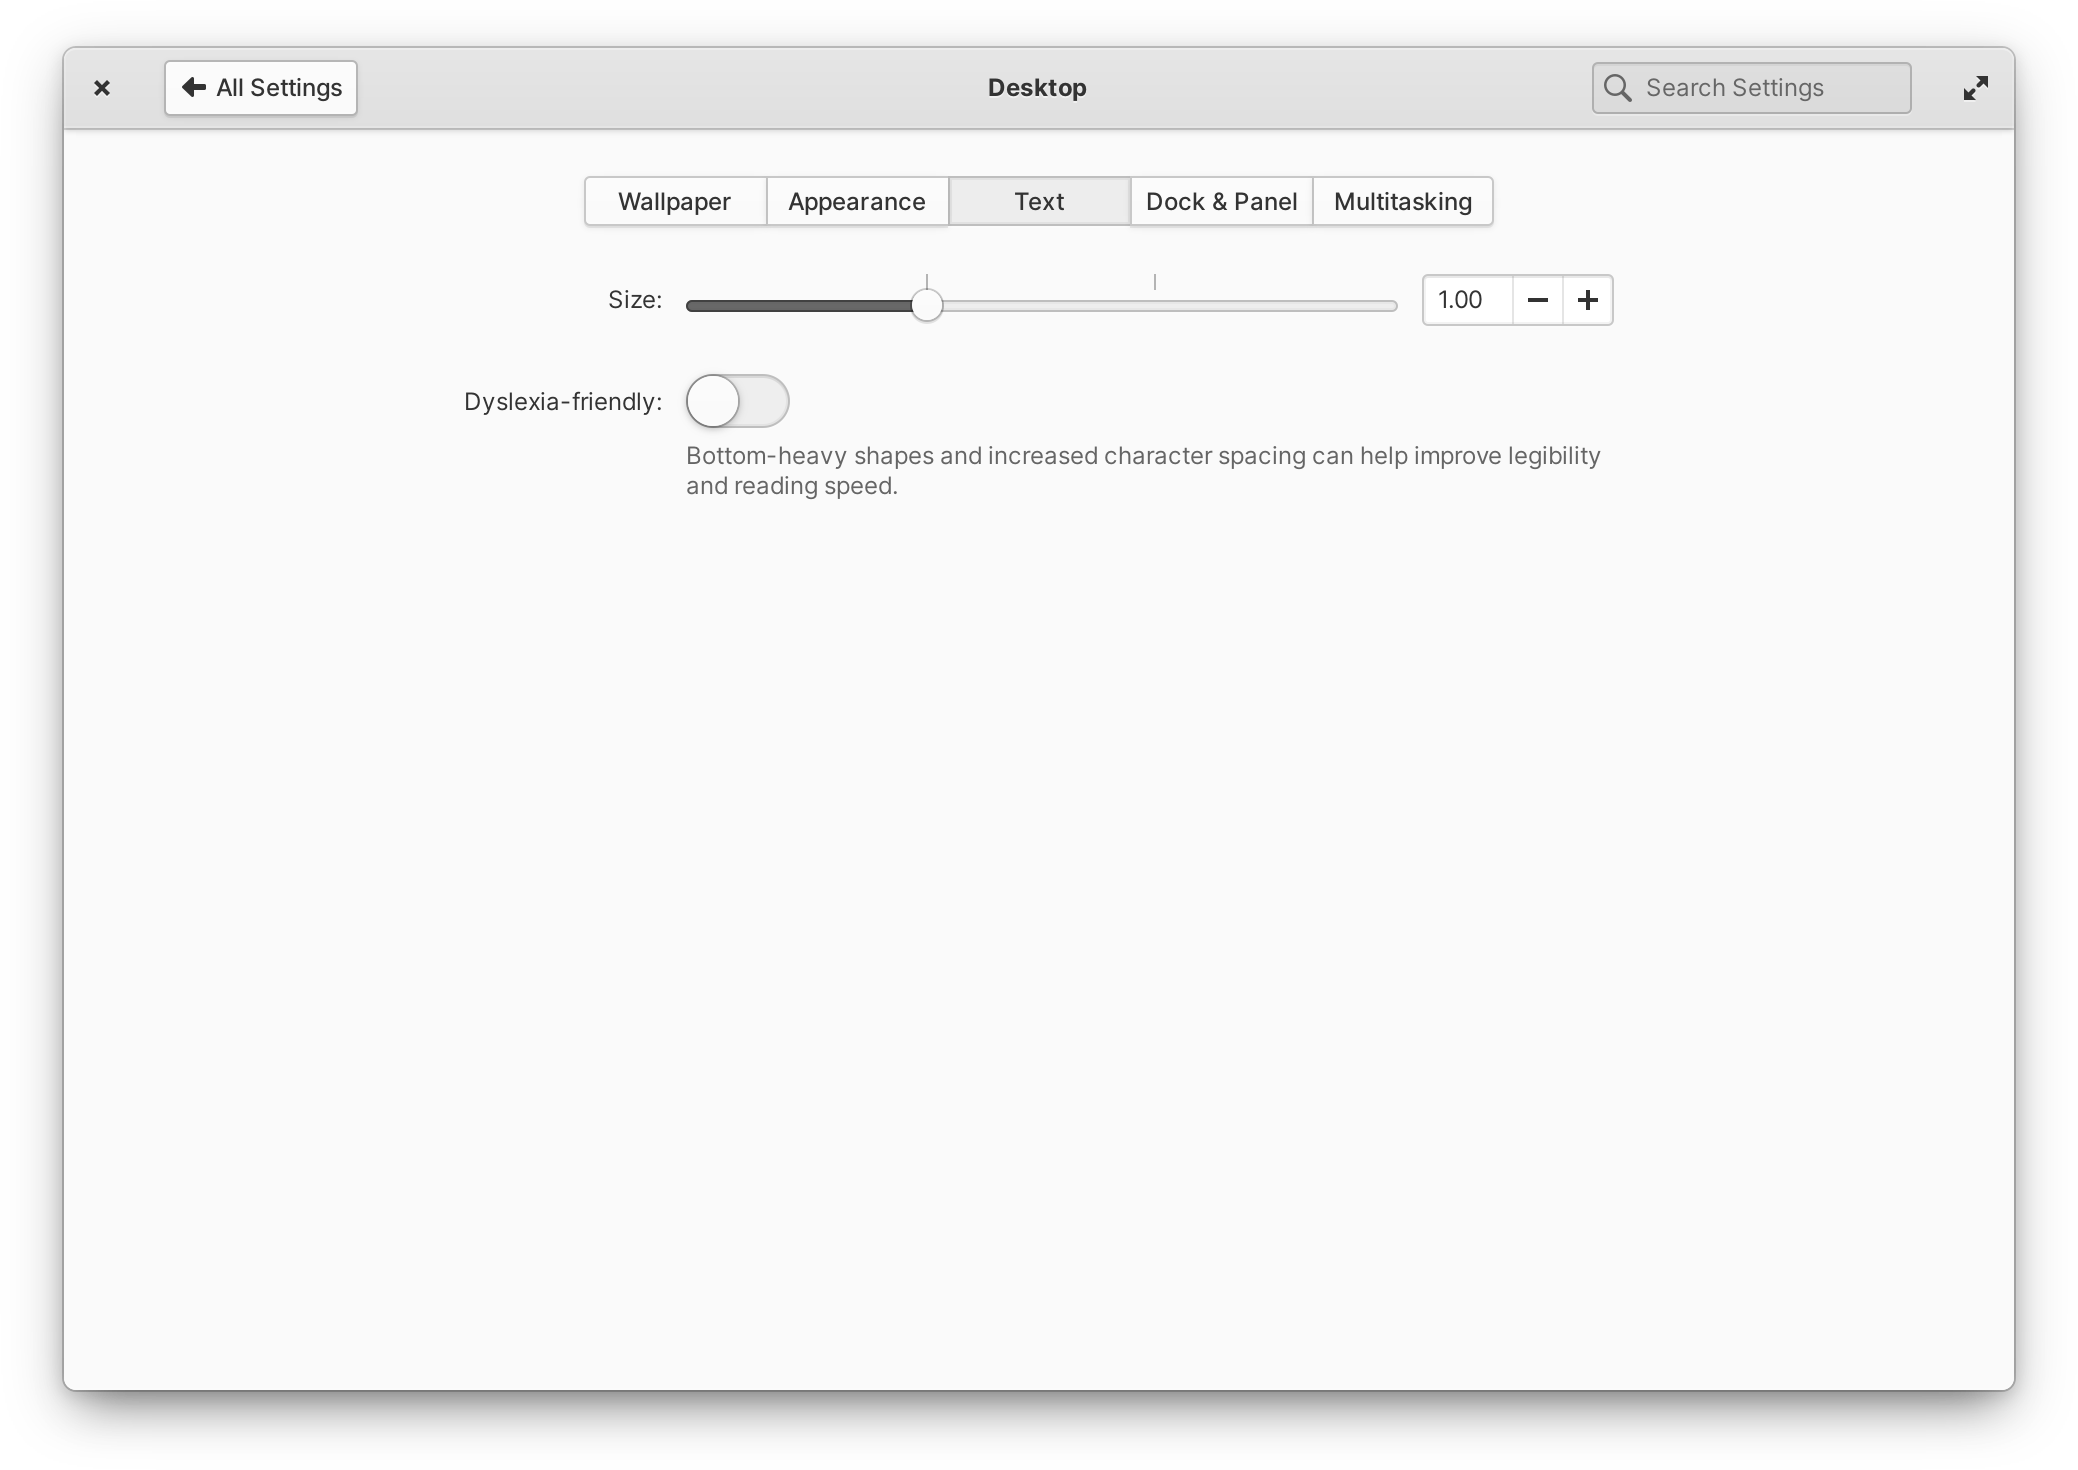 All Settings
Desktop
Search Settings
Wallpaper
Appearance
Text
Dock & Panel
Multitasking
Size:
1.00
Dyslexia-friendly:
Bottom-heavy shapes and increased character spacing can help improve legibility
and reading speed.